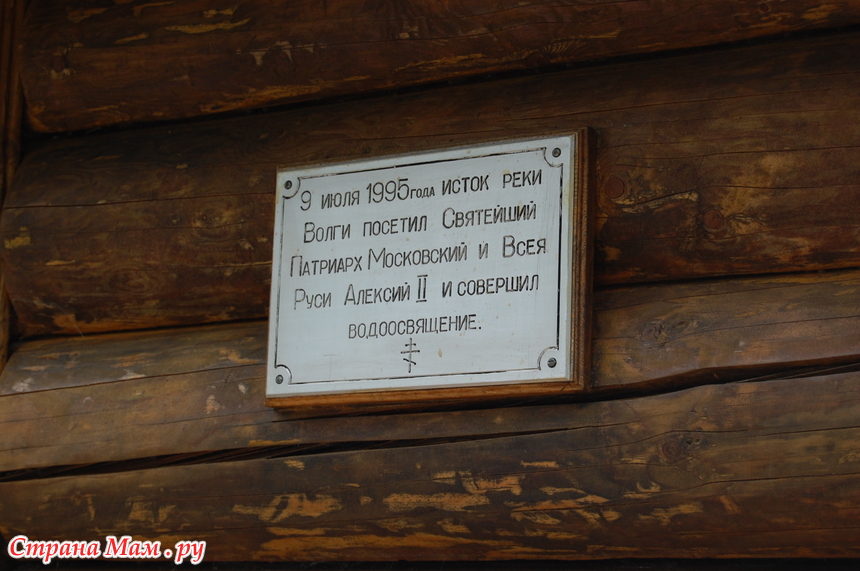 9 июля 1995 года исток реки
Волги посетил Святейший
Патриарх Московский и Всея
Руси Алексий II и совершил
водоосвящение.
Страна Мам.ру